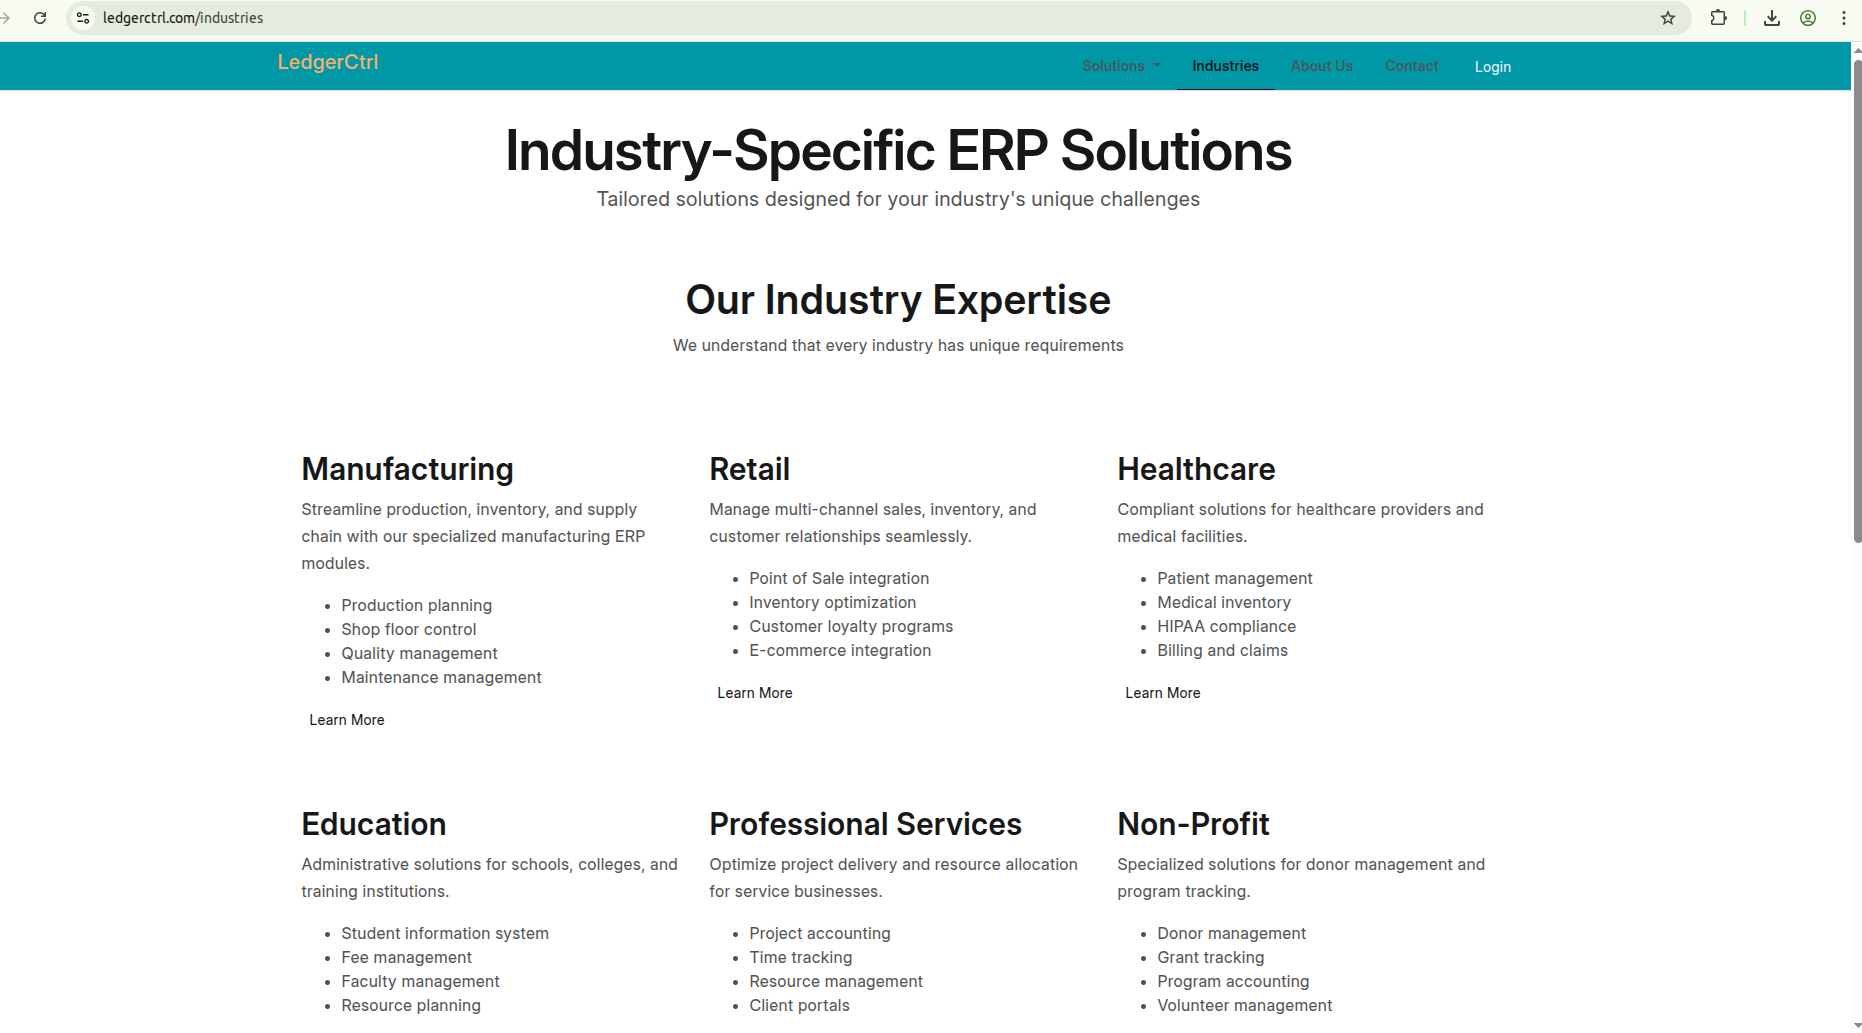 ledgerctrl.com/industries
LedgerCtrl
Solutions
Industries
About Us
Contact
Login
Industry-Specific ERP Solutions
Tailored solutions designed for your industry's unique challenges
Our Industry Expertise
We understand that every industry has unique requirements
Manufacturing
Streamline production, inventory, and supply
chain with our specialized manufacturing ERP
modules.
• Production planning
• Shop floor control
• Quality management
• Maintenance management
Learn More
Retail
Manage multi-channel sales, inventory, and
customer relationships seamlessly.
• Point of Sale integration
• Inventory optimization
• Customer loyalty programs
• E-commerce integration
Learn More
Healthcare
Compliant solutions for healthcare providers and
medical facilities.
• Patient management
• Medical inventory
• HIPAA compliance
• Billing and claims
Learn More
Education
Administrative solutions for schools, colleges, and
training institutions.
• Student information system
• Fee management
• Faculty management
• Resource planning
Professional Services
Optimize project delivery and resource allocation
for service businesses.
• Project accounting
• Time tracking
• Resource management
• Client portals
Non-Profit
Specialized solutions for donor management and
program tracking.
• Donor management
• Grant tracking
• Program accounting
• Volunteer management